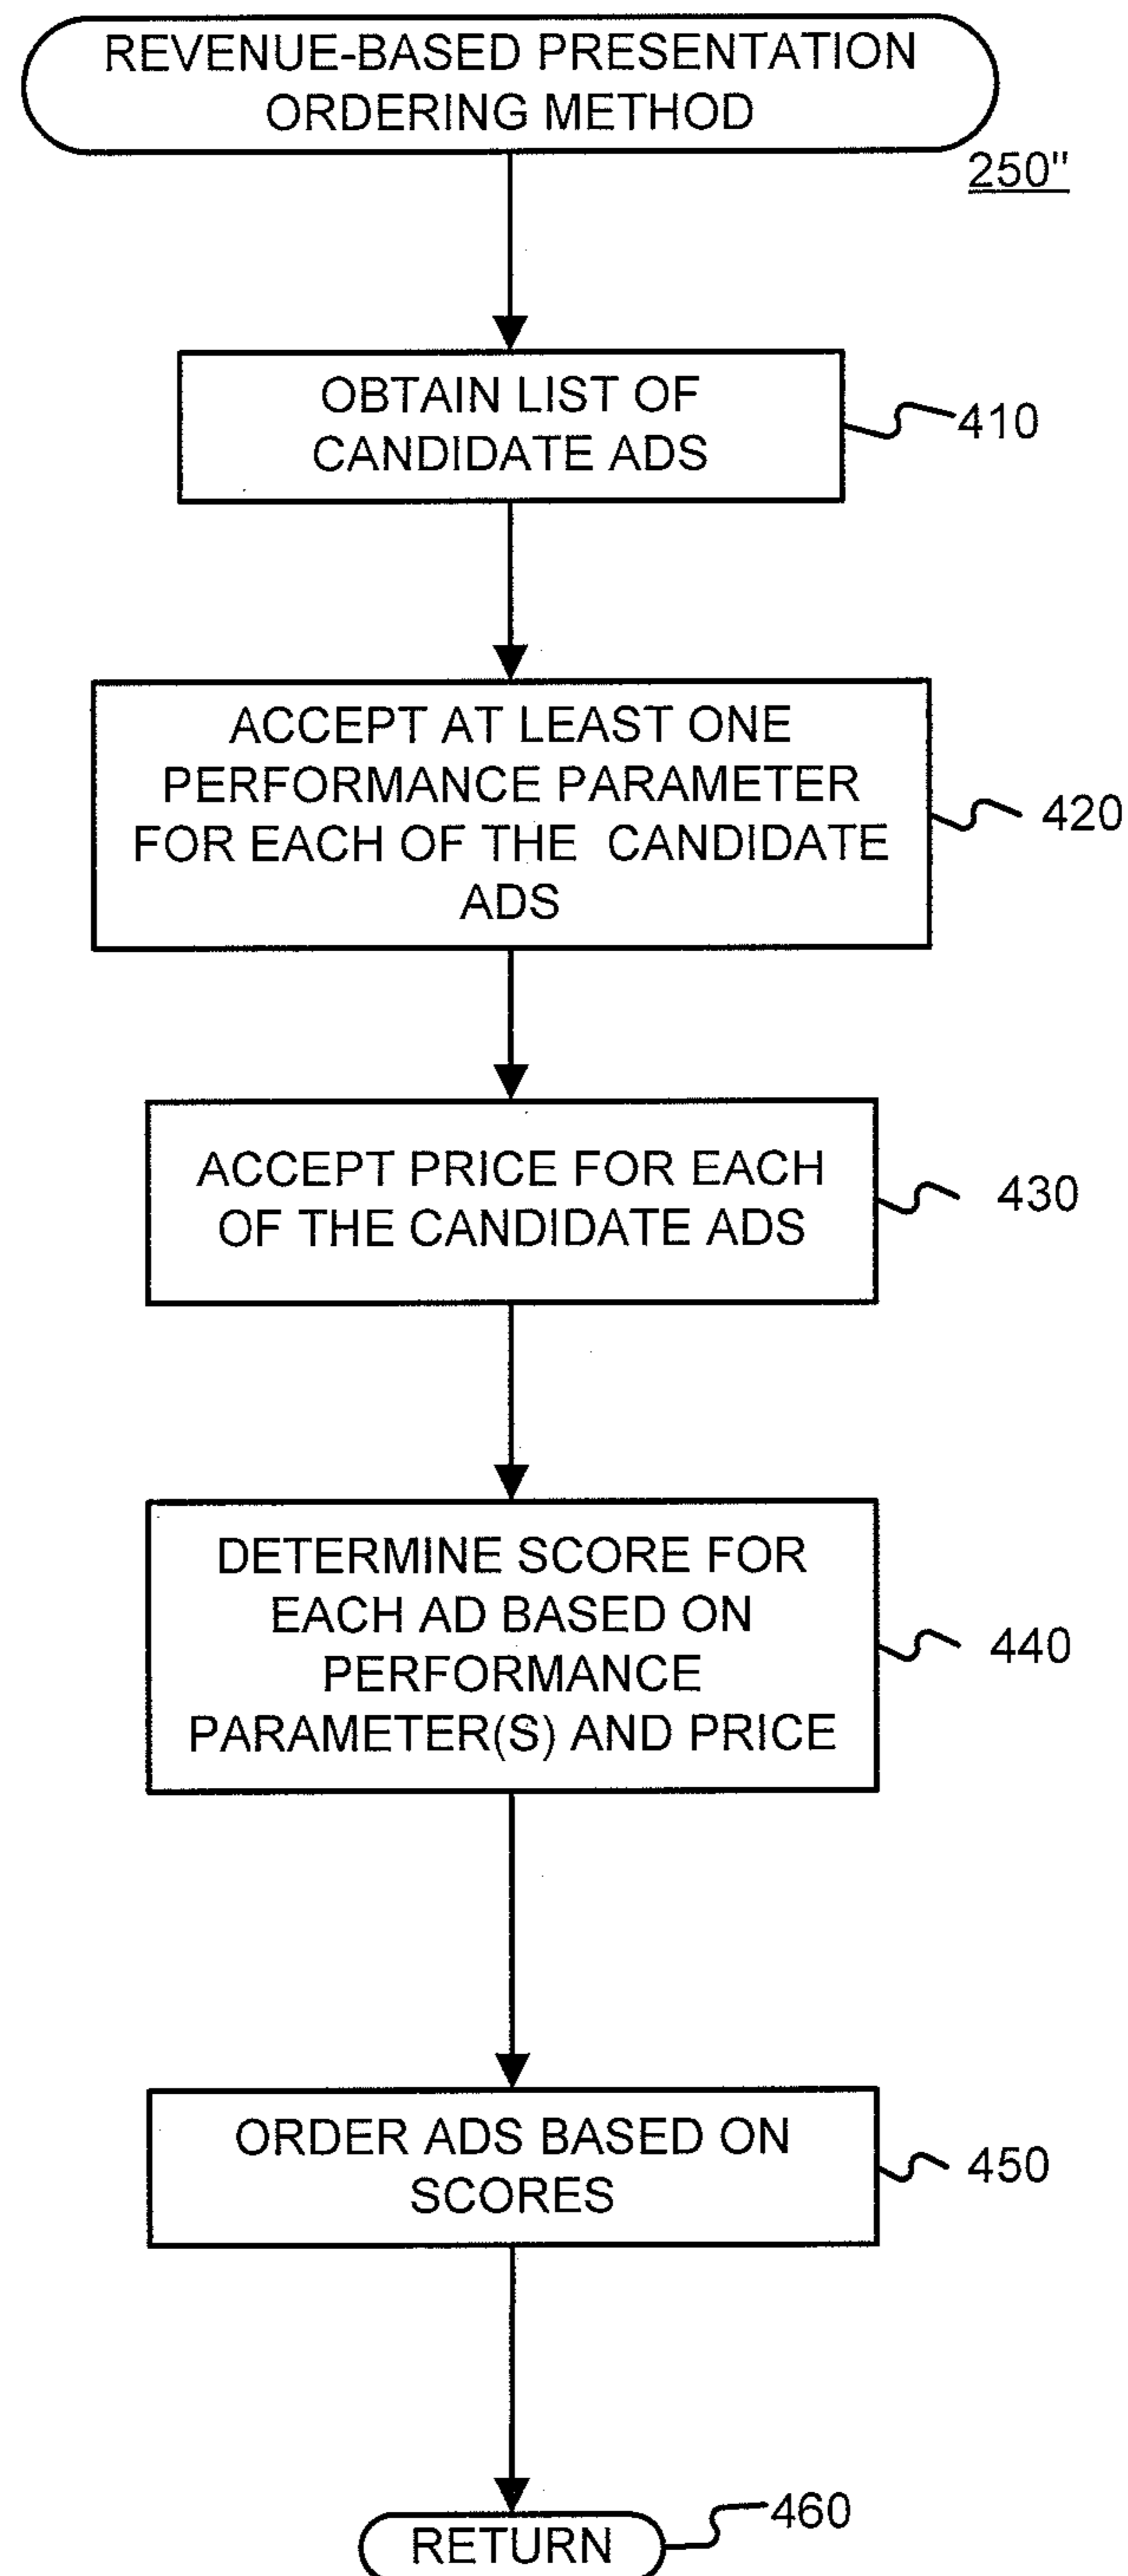 REVENUE-BASED PRESENTATION
ORDERING METHOD
250"
OBTAIN LIST OF
CANDIDATE ADS
410
ACCEPT AT LEAST ONE
PERFORMANCE PARAMETER
FOR EACH OF THE CANDIDATE
ADS
420
ACCEPT PRICE FOR EACH
OF THE CANDIDATE ADS
430
DETERMINE SCORE FOR
EACH AD BASED ON
PERFORMANCE
PARAMETER(S) AND PRICE
440
ORDER ADS BASED ON
SCORES
450
RETURN
460